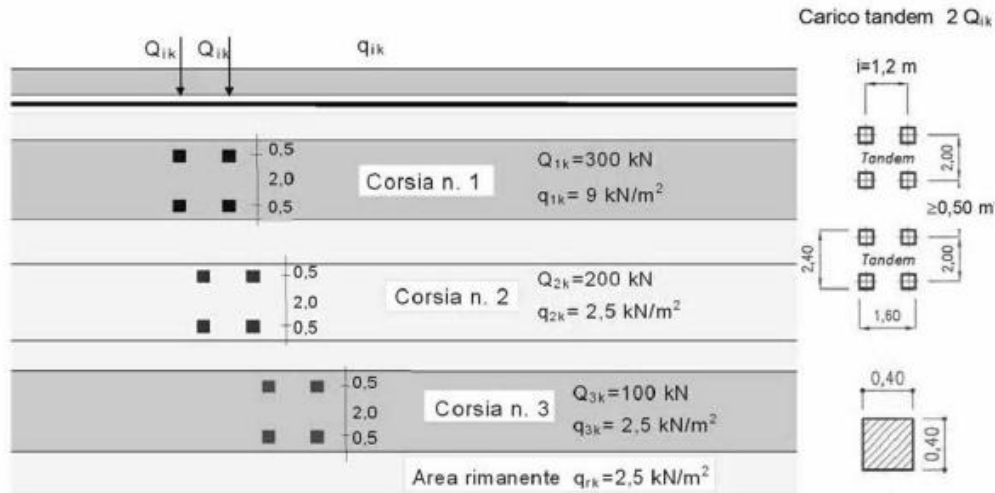 Carico tandem 2 Qik
Qik Qik qik
i=1,2 m
0,5
2,0
0,5
Corsia n. 1
Q1k=300 kN
q1k= 9 kN/m²
Tandem
2,00
≥0,50 m
0,5
2,0
0,5
Corsia n. 2
Q2k=200 kN
q2k= 2,5 kN/m²
2,40
Tandem
2,00
1,60
0,5
2,0
0,5
Corsia n. 3
Q3k=100 kN
q3k= 2,5 kN/m²
0,40
0,40
Area rimanente qrk=2,5 kN/m²